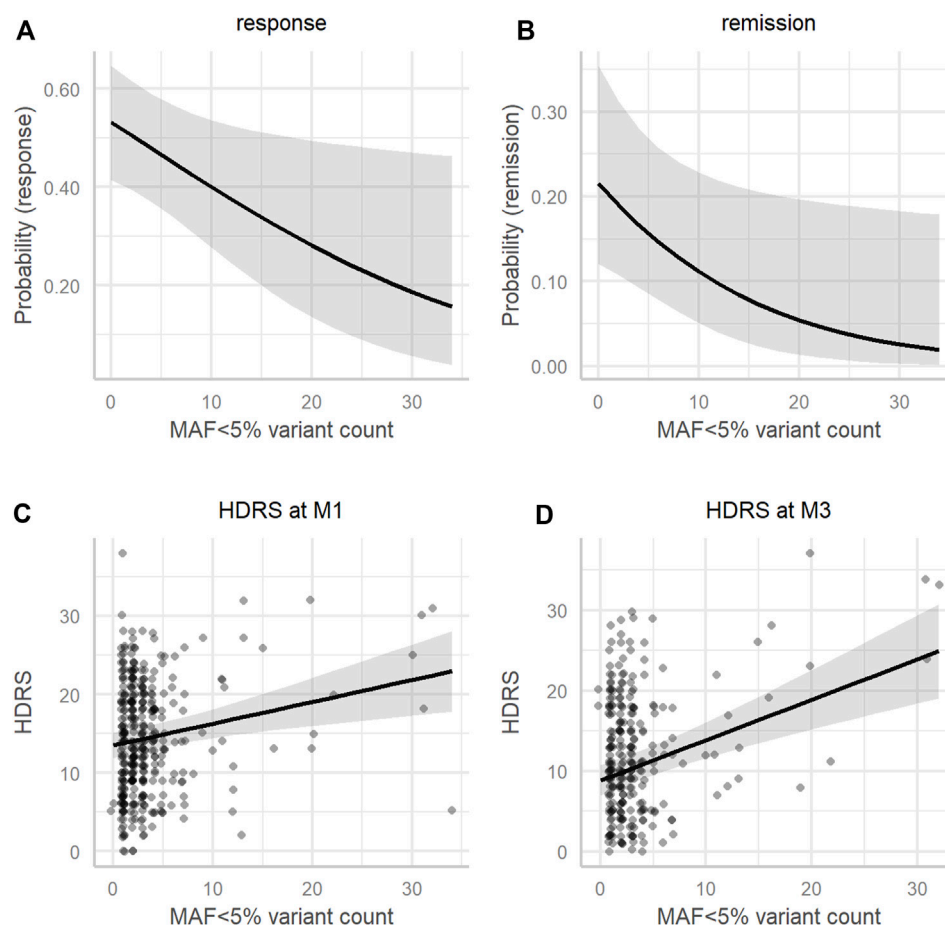 A
response
Probability (response)
0.60
0.40
0.20
0
10
20
30
MAF<5% variant count
B
remission
Probability (remission)
0.30
0.20
0.10
0.00
0
10
20
30
MAF<5% variant count
C
HDRS at M1
HDRS
30
20
10
0
0
10
20
30
MAF<5% variant count
D
HDRS at M3
HDRS
30
20
10
0
0
10
20
30
MAF<5% variant count